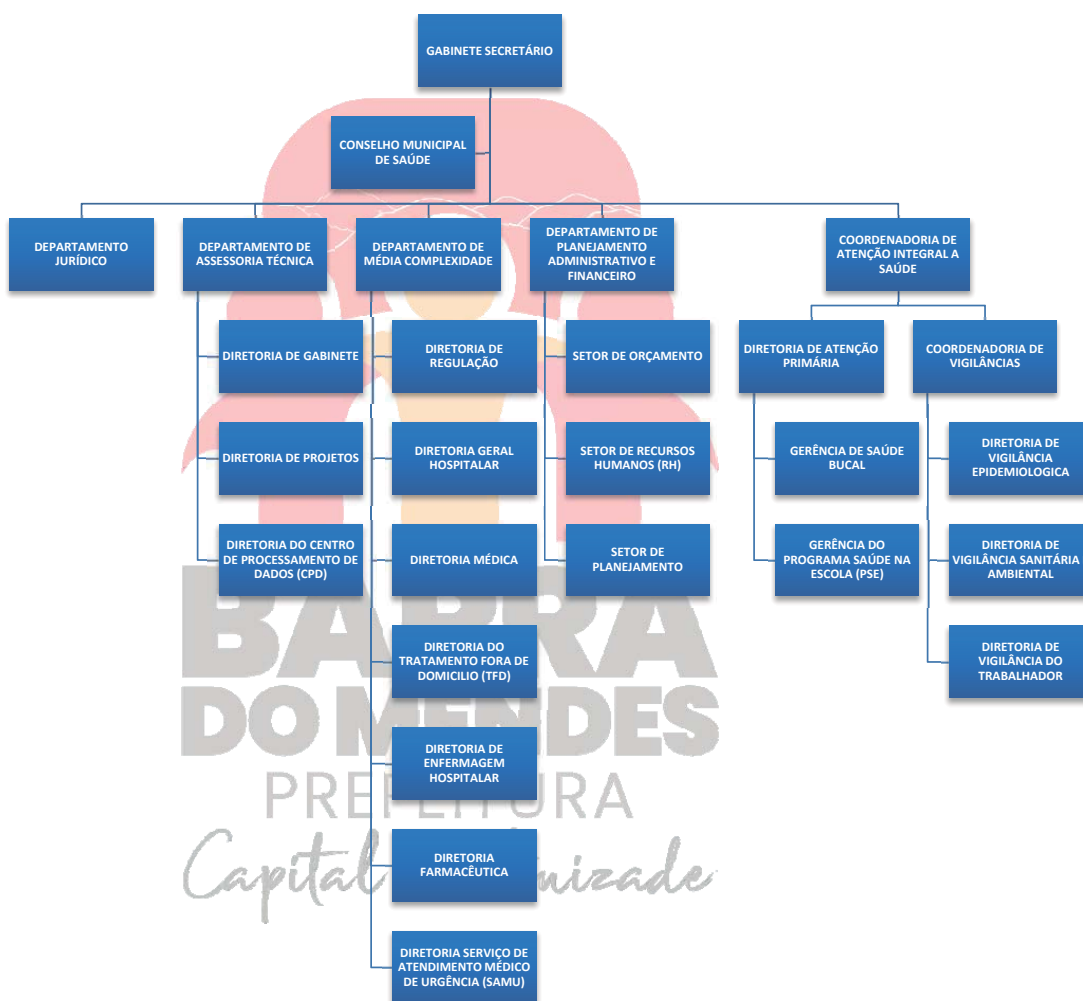 GABINETE SECRETÁRIO
CONSELHO MUNICIPAL
DE SAÚDE
DEPARTAMENTO
JURÍDICO
DEPARTAMENTO DE
ASSESSORIA TÉCNICA
DEPARTAMENTO DE
MÉDIA COMPLEXIDADE
DEPARTAMENTO DE
PLANEJAMENTO
ADMINISTRATIVO E
FINANCEIRO
COORDENADORIA DE
ATENÇÃO INTEGRAL A
SAÚDE
DIRETORIA DE GABINETE
DIRETORIA DE
REGULAÇÃO
SETOR DE ORÇAMENTO
DIRETORIA DE ATENÇÃO
PRIMÁRIA
COORDENADORIA DE
VIGILÂNCIAS
DIRETORIA DE PROJETOS
DIRETORIA GERAL
HOSPITALAR
SETOR DE RECURSOS
HUMANOS (RH)
GERÊNCIA DE SAÚDE
BUCAL
DIRETORIA DE
VIGILÂNCIA
EPIDEMIOLOGICA
DIRETORIA DO CENTRO
DE PROCESSAMENTO DE
DADOS (CPD)
DIRETORIA MÉDICA
SETOR DE
PLANEJAMENTO
GERÊNCIA DO
PROGRAMA SAÚDE NA
ESCOLA (PSE)
DIRETORIA DE
VIGILÂNCIA SANITÁRIA
AMBIENTAL
DIRETORIA DO
TRATAMENTO FORA DE
DOMICILIO (TFD)
DIRETORIA DE
VIGILÂNCIA DO
TRABALHADOR
DIRETORIA DE
ENFERMAGEM
HOSPITALAR
DIRETORIA
FARMACÊUTICA
DIRETORIA SERVIÇO DE
ATENDIMENTO MÉDICO
DE URGÊNCIA (SAMU)
BARRA
DO MENDES
PREFEITURA
Capital